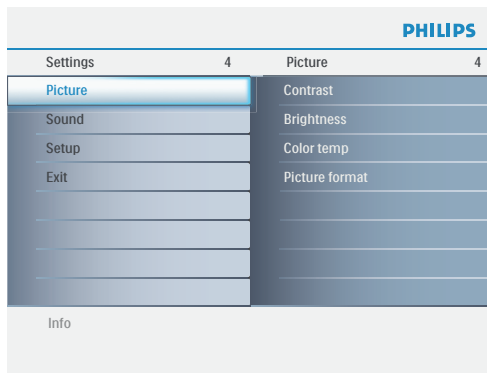 PHILIPS
Settings 4 Picture 4
Picture Contrast
Sound Brightness
Setup Color temp
Exit Picture format
Info